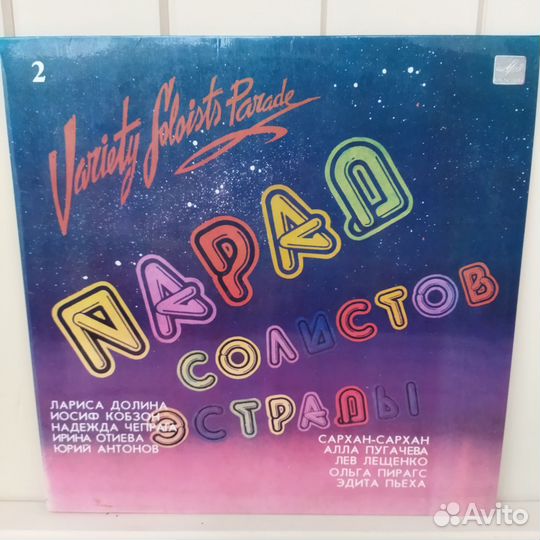 2
Variety Soloists Parade
ПАРАД
СОЛИСТОВ
ЭСТРАДЫ
ЛАРИСА ДОЛИНА
ИОСИФ КОБЗОН
НАДЕЖДА ЧЕПРАГА
ИРИНА ОТИЕВА
ЮРИЙ АНТОНОВ
САРХАН-САРХАН
АЛЛА ПУГАЧЕВА
ЛЕВ ЛЕЩЕНКО
ОЛЬГА ПИРАГС
ЭДИТА ПЬЕХА
Avito